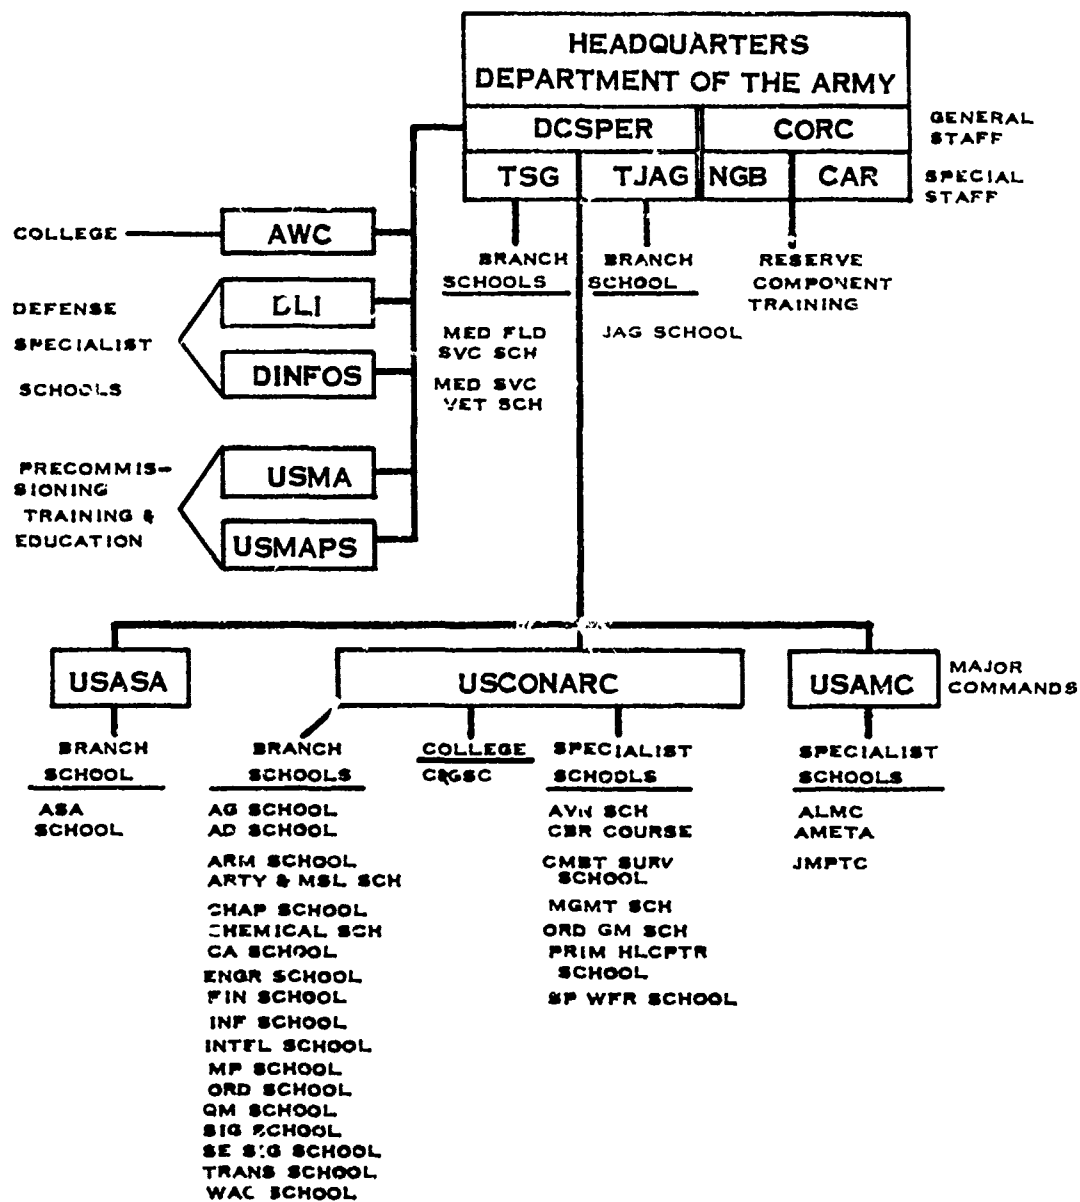 HEADQUARTERS
DEPARTMENT OF THE ARMY
DCSPER
CORC
GENERAL
STAFF
TSG
TJAG
NGB
CAR
SPECIAL
STAFF
COLLEGE
AWC
DEFENSE
SPECIALIST
SCHOOLS
DLI
DINFOS
PRECOMMIS-
SIONING
TRAINING &
EDUCATION
USMA
USMAPS
BRANCH
SCHOOLS
MED FLD
SVC SCH
MED SVC
VET SCH
BRANCH
SCHOOL
JAG SCHOOL
RESERVE
COMPONENT
TRAINING
USASA
USCONARC
USAMC
MAJOR
COMMANDS
BRANCH
SCHOOL
ASA
SCHOOL
BRANCH
SCHOOLS
AG SCHOOL
AD SCHOOL
ARM SCHOOL
ARTY & MSL SCH
CHAP SCHOOL
CHEMICAL SCH
CA SCHOOL
ENGR SCHOOL
FIN SCHOOL
INF SCHOOL
INTEL SCHOOL
MP SCHOOL
ORD SCHOOL
QM SCHOOL
SIG SCHOOL
SE SIG SCHOOL
TRANS SCHOOL
WAC SCHOOL
COLLEGE
C&GSC
SPECIALIST
SCHOOLS
AVN SCH
CBR COURSE
CMBT SURV
SCHOOL
MGMT SCH
ORD GM SCH
PRIM HLCPTR
SCHOOL
SP WFR SCHOOL
SPECIALIST
SCHOOLS
ALMC
AMETA
JMPTC